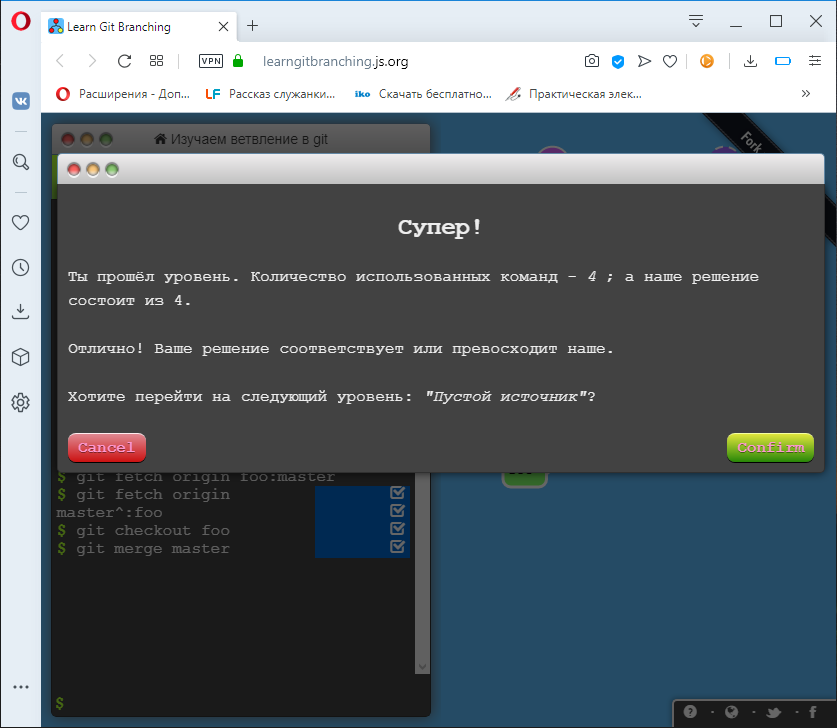 Learn Git Branching
VPN
learngitbranching.js.org
Расширения - Доп...
LF
Рассказ служанки...
iko
Скачать бесплатно...
Практическая элек...
Изучаем ветвление в git
Fork
Супер!
Ты прошёл уровень. Количество использованных команд - 4 ; а наше решение
состоит из 4.
Отлично! Ваше решение соответствует или превосходит наше.
Хотите перейти на следующий уровень: "Пустой источник"?
Cancel
Confirm
$ git fetch origin foo:master
$ git fetch origin
master^:foo
$ git checkout foo
$ git merge master
$